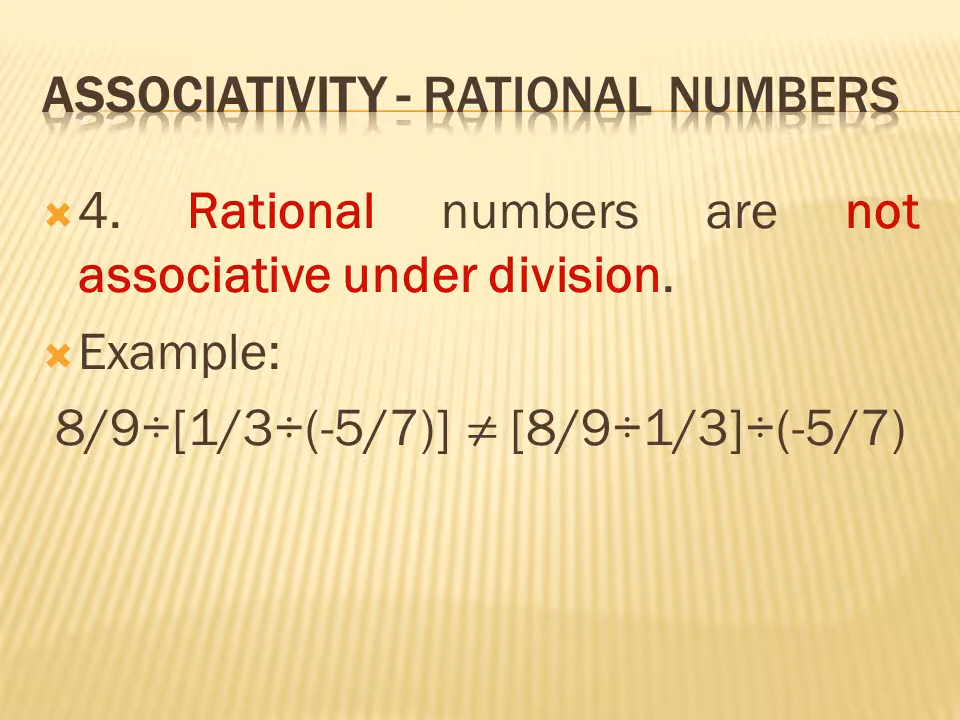 ASSOCIATIVITY - RATIONAL NUMBERS
4. Rational numbers are not
associative under division.
Example:
8/9÷[1/3÷(-5/7)] ≠ [8/9÷1/3]÷(-5/7)